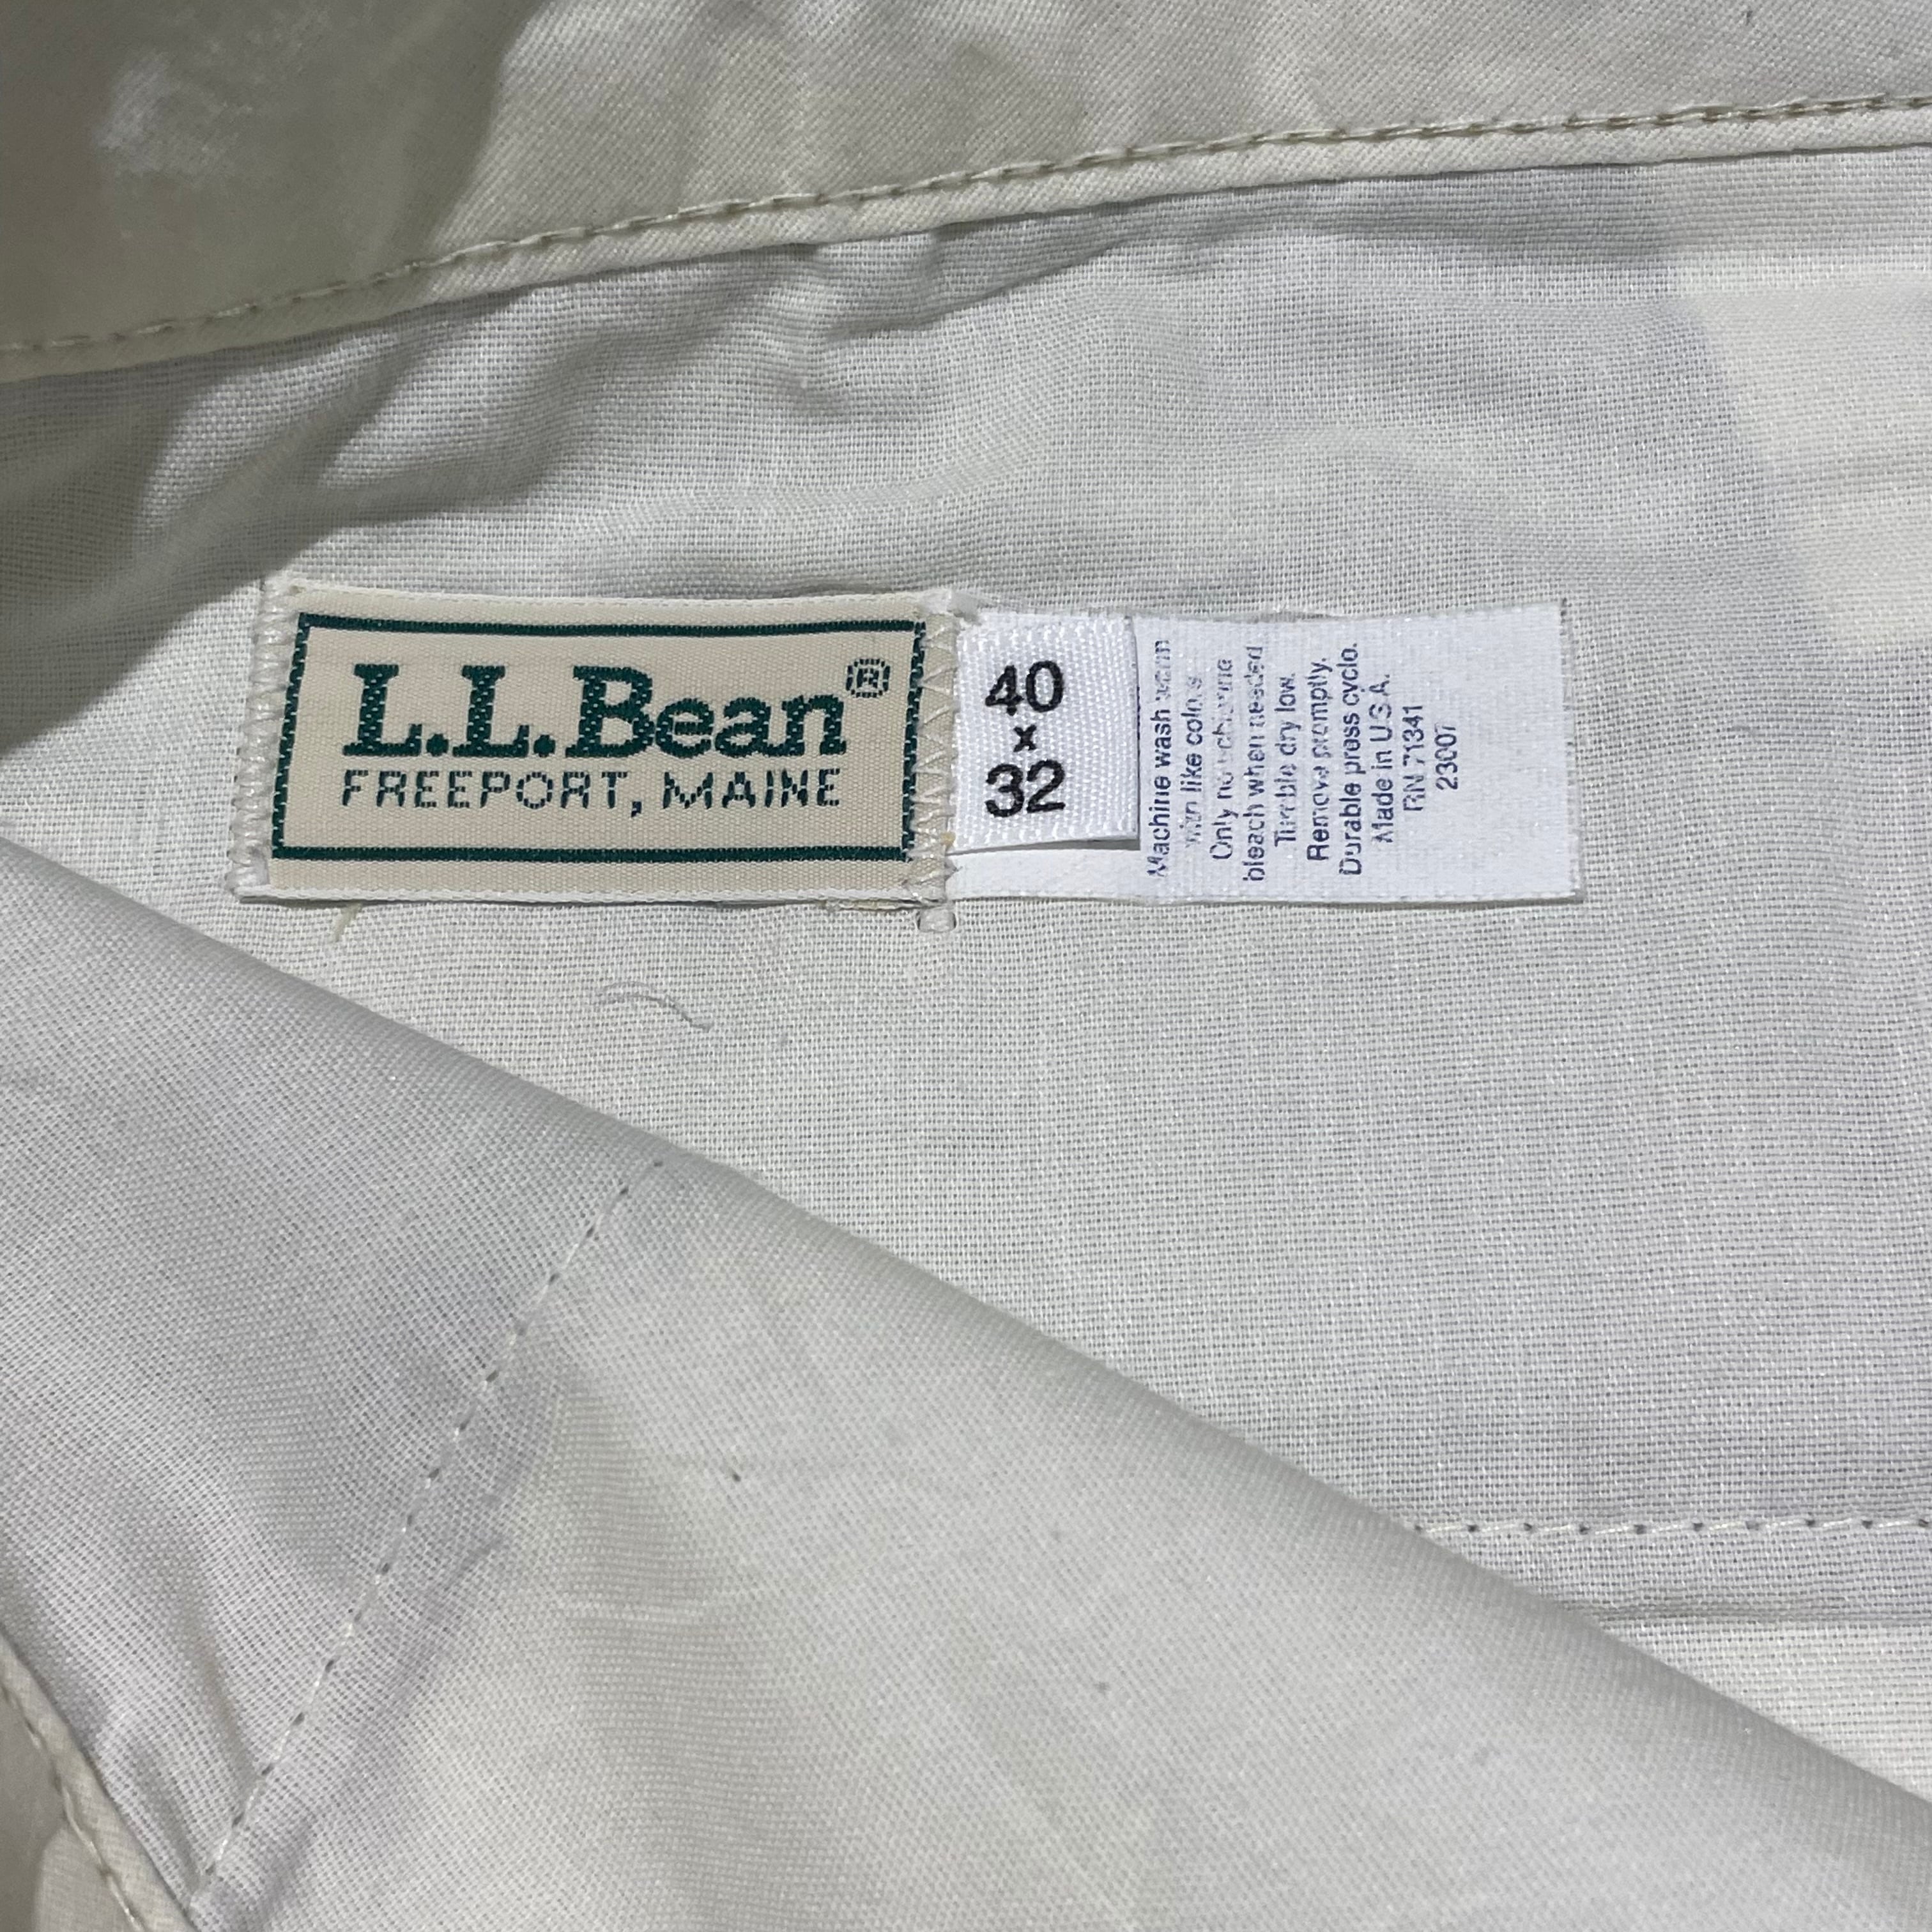 L.L.Bean®
FREEPORT, MAINE
40
x
32
Machine wash warm
with like colors.
Only non-chlorine
bleach when needed
Tumble dry low.
Remove promptly.
Durable press cycle.
Made in U.S.A.
RN 71341
23007